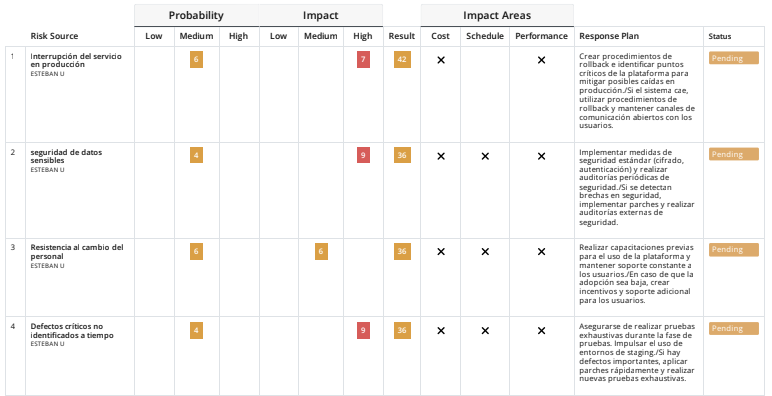 Probability Impact Impact Areas
Risk Source Low Medium High Low Medium High Result Cost Schedule Performance Response Plan Status
1 Interrupción del servicio en producción ESTEBAN U 6 7 42 × × Pending
Crear procedimientos de
rollback e identificar puntos
críticos de la plataforma para
mitigar posibles caídas en
producción./Si el sistema cae,
utilizar procedimientos de
rollback y mantener canales de
comunicación abiertos con los
usuarios.
2 seguridad de datos sensibles ESTEBAN U 4 9 36 × × × Pending
Implementar medidas de
seguridad estándar (cifrado,
autenticación) y realizar
auditorías periódicas de
seguridad./Si se detectan
brechas en seguridad,
implementar parches y realizar
auditorías externas de
seguridad.
3 Resistencia al cambio del personal ESTEBAN U 6 6 36 × × × Pending
Realizar capacitaciones previas
para el uso de la plataforma y
mantener soporte constante a
los usuarios./En caso de que la
adopción sea baja, crear
incentivos y soporte adicional
para los usuarios.
4 Defectos críticos no identificados a tiempo ESTEBAN U 4 9 36 × × × Pending
Asegurarse de realizar pruebas
exhaustivas durante la fase de
pruebas. Impulsar el uso de
entornos de staging./Si hay
defectos importantes, aplicar
parches rápidamente y realizar
nuevas pruebas exhaustivas.